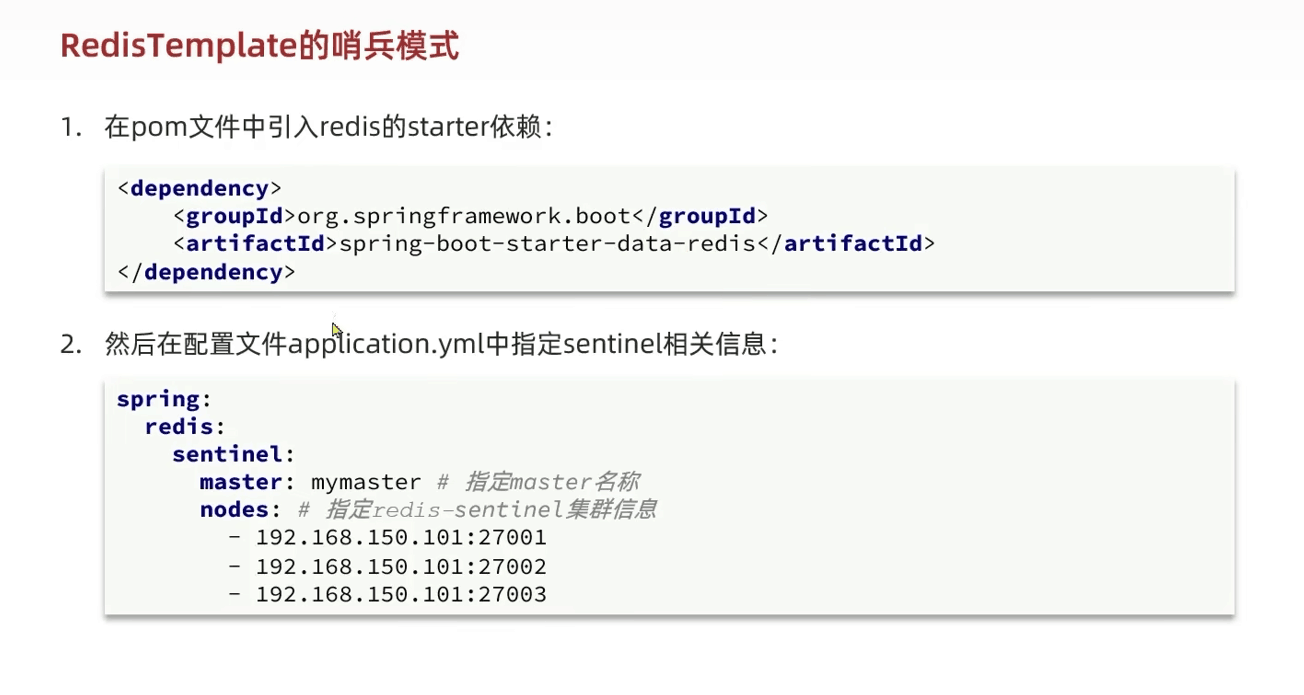 RedisTemplate的哨兵模式
1. 在pom文件中引入redis的starter依赖：
<dependency>
    <groupId>org.springframework.boot</groupId>
    <artifactId>spring-boot-starter-data-redis</artifactId>
</dependency>
2. 然后在配置文件application.yml中指定sentinel相关信息：
spring:
  redis:
    sentinel:
      master: mymaster # 指定master名称
      nodes: # 指定redis-sentinel集群信息
        - 192.168.150.101:27001
        - 192.168.150.101:27002
        - 192.168.150.101:27003